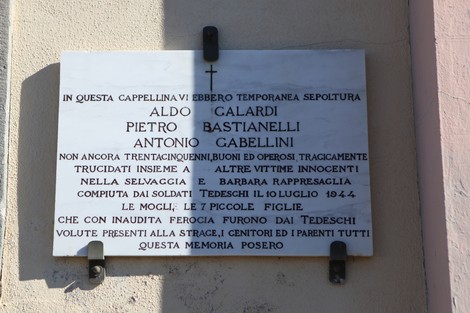 IN QUESTA CAPPELLINA VI EBBERO TEMPORANEA SEPOLTURA
ALDO GALARDI
PIETRO BASTIANELLI
ANTONIO GABELLINI
NON ANCORA TRENTACINQUENNI, BUONI ED OPEROSI, TRAGICAMENTE
TRUCIDATI INSIEME A ALTRE VITTIME INNOCENTI
NELLA SELVAGGIA E BARBARA RAPPRESAGLIA
COMPIUTA DAI SOLDATI TEDESCHI IL 10 LUGLIO 1944
LE MOGLI, LE 7 PICCOLE FIGLIE
CHE CON INAUDITA FEROCIA FURONO DAI TEDESCHI
VOLUTE PRESENTI ALLA STRAGE, I GENITORI ED I PARENTI TUTTI
QUESTA MEMORIA POSERO